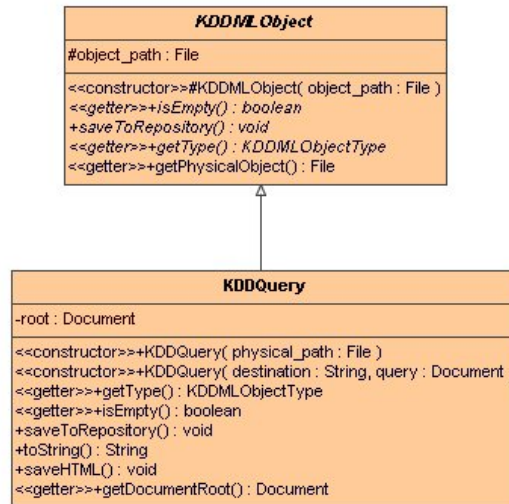 KDDMLObject
#object_path : File
<<constructor>>#KDDMLObject( object_path : File )
<<getter>>+isEmpty() : boolean
+saveToRepository() : void
<<getter>>+getType() : KDDMLObjectType
<<getter>>+getPhysicalObject() : File
KDDQuery
-root : Document
<<constructor>>+KDDQuery( physical_path : File )
<<constructor>>+KDDQuery( destination : String, query : Document
<<getter>>+getType() : KDDMLObjectType
<<getter>>+isEmpty() : boolean
+saveToRepository() : void
+toString() : String
+saveHTML() : void
<<getter>>+getDocumentRoot() : Document